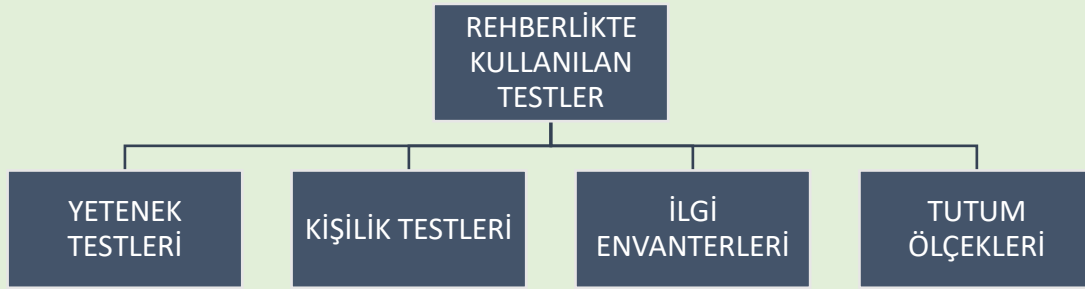 REHBERLİKTE
KULLANILAN
TESTLER
YETENEK
TESTLERİ
KİŞİLİK TESTLERİ
İLGİ
ENVANTERLERİ
TUTUM
ÖLÇEKLERİ